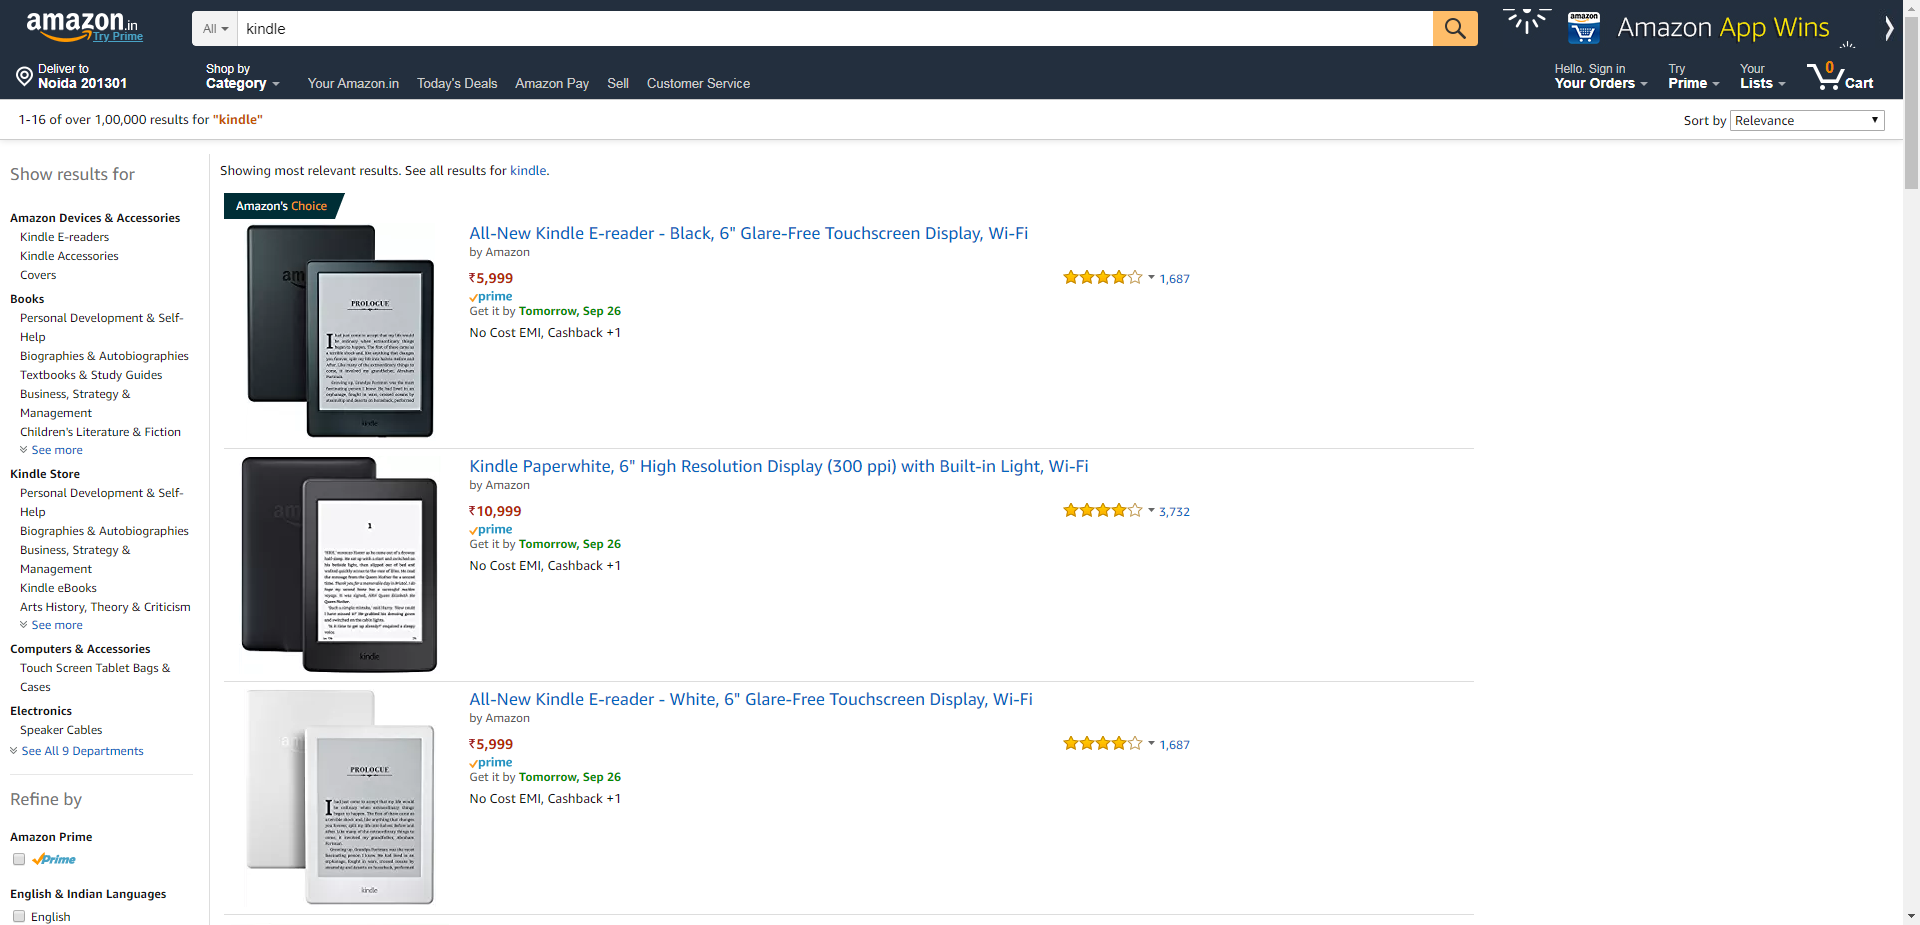 amazon.in
Try Prime
All
kindle
amazon
Amazon App Wins
Deliver to
Noida 201301
Shop by
Category
Your Amazon.in
Today's Deals
Amazon Pay
Sell
Customer Service
Hello. Sign in
Your Orders
Try
Prime
Your
Lists
0
Cart
1-16 of over 1,00,000 results for "kindle"
Sort by
Relevance
Show results for
Amazon Devices & Accessories
Kindle E-readers
Kindle Accessories
Covers
Books
Personal Development & Self-
Help
Biographies & Autobiographies
Textbooks & Study Guides
Business, Strategy &
Management
Children's Literature & Fiction
See more
Kindle Store
Personal Development & Self-
Help
Biographies & Autobiographies
Business, Strategy &
Management
Kindle eBooks
Arts History, Theory & Criticism
See more
Computers & Accessories
Touch Screen Tablet Bags &
Cases
Electronics
Speaker Cables
See All 9 Departments
Refine by
Amazon Prime
Prime
English & Indian Languages
English
Showing most relevant results. See all results for kindle.
Amazon's Choice
PROLOGUE
kindle
All-New Kindle E-reader - Black, 6" Glare-Free Touchscreen Display, Wi-Fi
by Amazon
₹5,999
prime
Get it by Tomorrow, Sep 26
No Cost EMI, Cashback +1
1,687
1
kindle
Kindle Paperwhite, 6" High Resolution Display (300 ppi) with Built-in Light, Wi-Fi
by Amazon
₹10,999
prime
Get it by Tomorrow, Sep 26
No Cost EMI, Cashback +1
3,732
PROLOGUE
kindle
All-New Kindle E-reader - White, 6" Glare-Free Touchscreen Display, Wi-Fi
by Amazon
₹5,999
prime
Get it by Tomorrow, Sep 26
No Cost EMI, Cashback +1
1,687